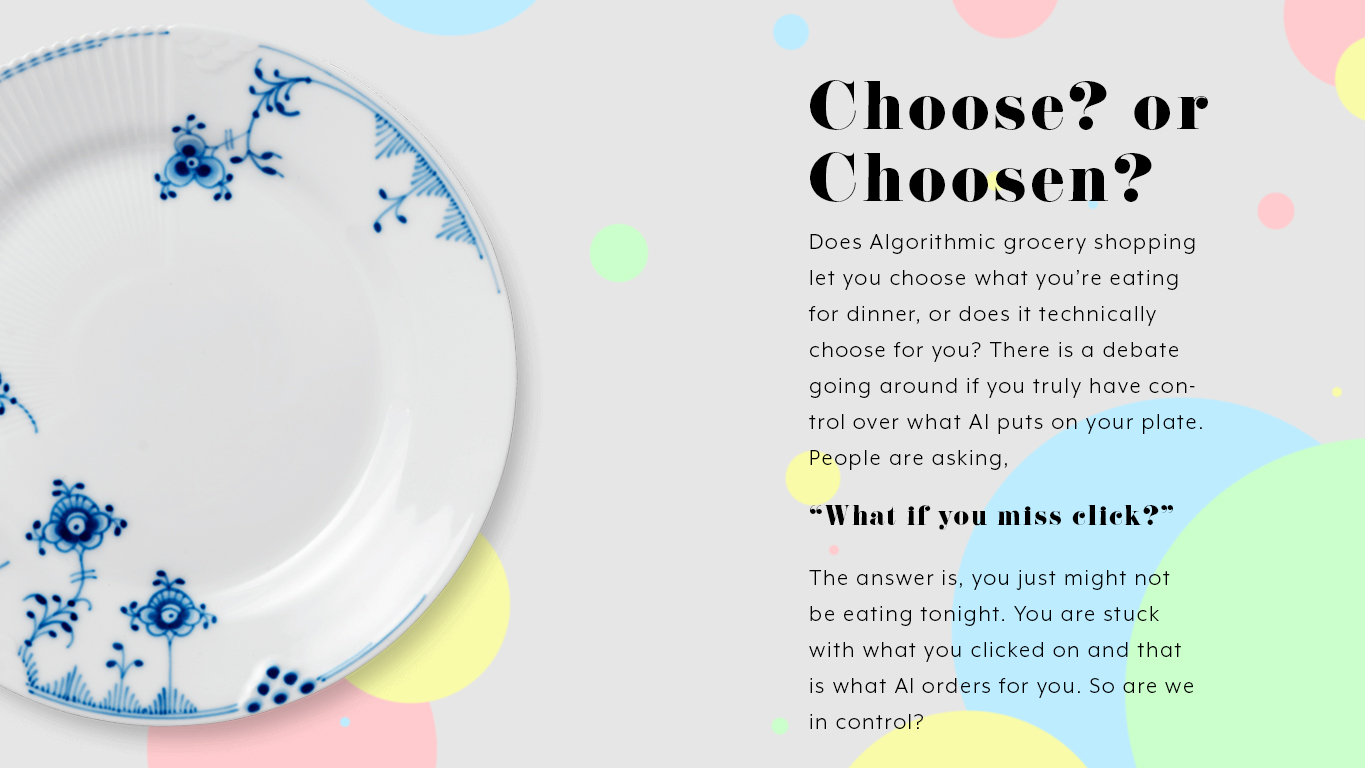 Choose? or
Choosen?
Does Algorithmic grocery shopping
let you choose what you’re eating
for dinner, or does it technically
choose for you? There is a debate
going around if you truly have con-
trol over what AI puts on your plate.
People are asking,
“What if you miss click?”
The answer is, you just might not
be eating tonight. You are stuck
with what you clicked on and that
is what AI orders for you. So are we
in control?